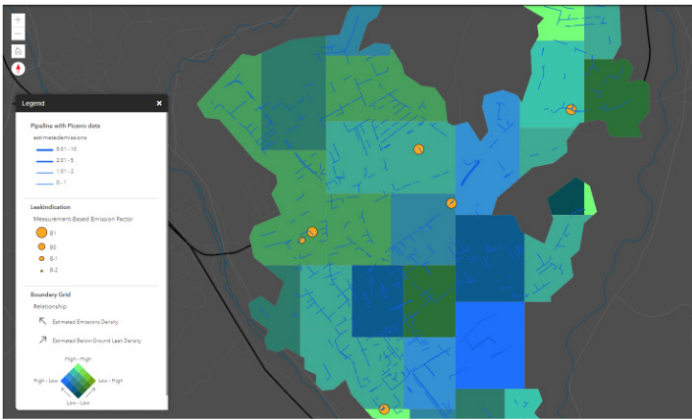 Legend
Pipeline with Picarro data
estimatedemissions
5.01 - 10
2.01 - 5
1.01 - 2
0 - 1
LeakIndication
Measurement-Based Emission Factor
B1
B-1
B-2
Boundary Grid
Relationship
Estimated Emissions Density
Estimated Below-Ground Leak Density
High - High
High - Low
Low - High
Low - Low